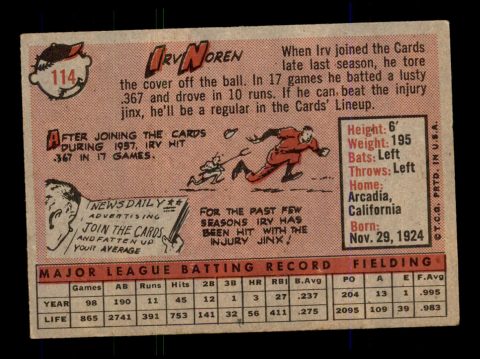 114
IRV NOREN
When Irv joined the Cards
late last season, he tore
the cover off the ball. In 17 games he batted a lusty
.367 and drove in 10 runs. If he can beat the injury
jinx, he'll be a regular in the Cards' Lineup.
AFTER JOINING THE CARDS
DURING 1957, IRV HIT
.367 IN 17 GAMES.
NEWS DAILY
ADVERTISING
JOIN THE CARDS
AND FATTEN UP
YOUR AVERAGE
FOR THE PAST FEW
SEASONS IRV HAS
BEEN HIT WITH THE
INJURY JINX!
Height: 6'
Weight: 195
Bats: Left
Throws: Left
Home:
Arcadia,
California
Born:
Nov. 29, 1924
© T.C.G. PRTD. IN U.S.A.
MAJOR LEAGUE BATTING RECORD FIELDING
Games AB Runs Hits 2B 3B HR RBI B.Avg PO A E F.Avg
YEAR 98 190 11 45 12 1 3 27 .237 204 14 1 .995
LIFE 865 2741 391 753 141 32 56 411 .275 2095 109 39 .983